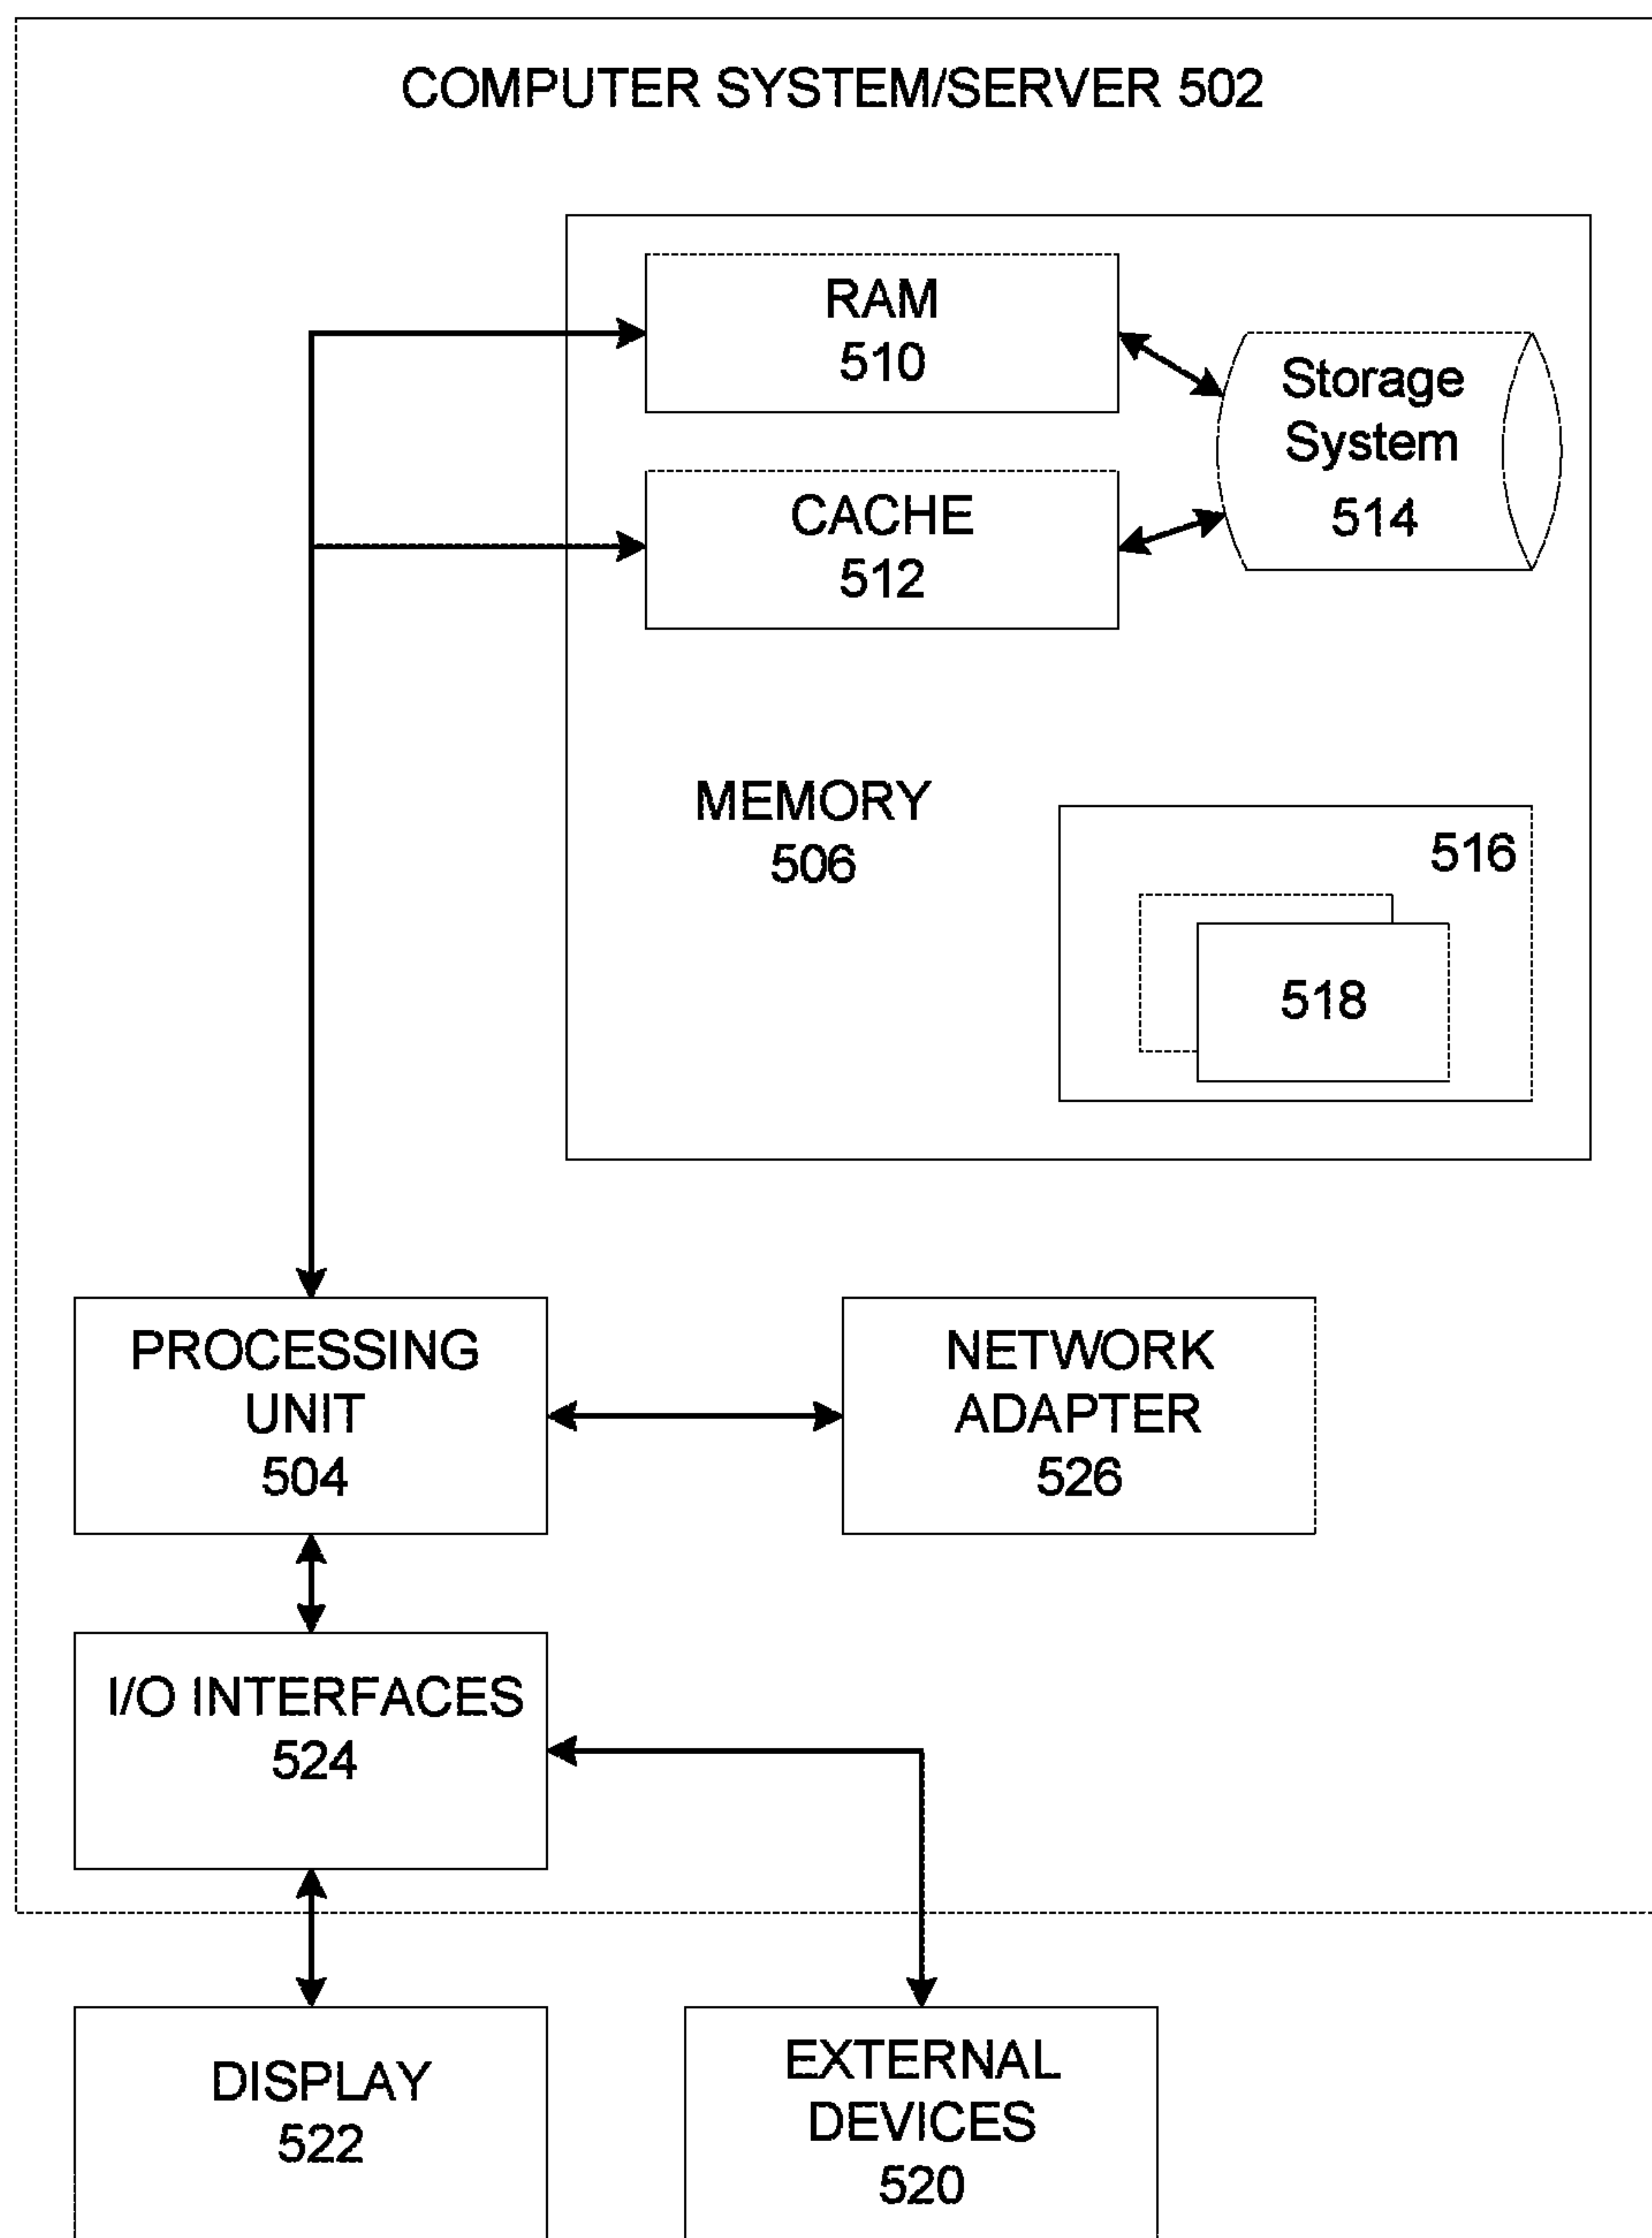 COMPUTER SYSTEM/SERVER 502
RAM
510
Storage
System
514
CACHE
512
MEMORY
506
516
518
PROCESSING
UNIT
504
NETWORK
ADAPTER
526
I/O INTERFACES
524
DISPLAY
522
EXTERNAL
DEVICES
520